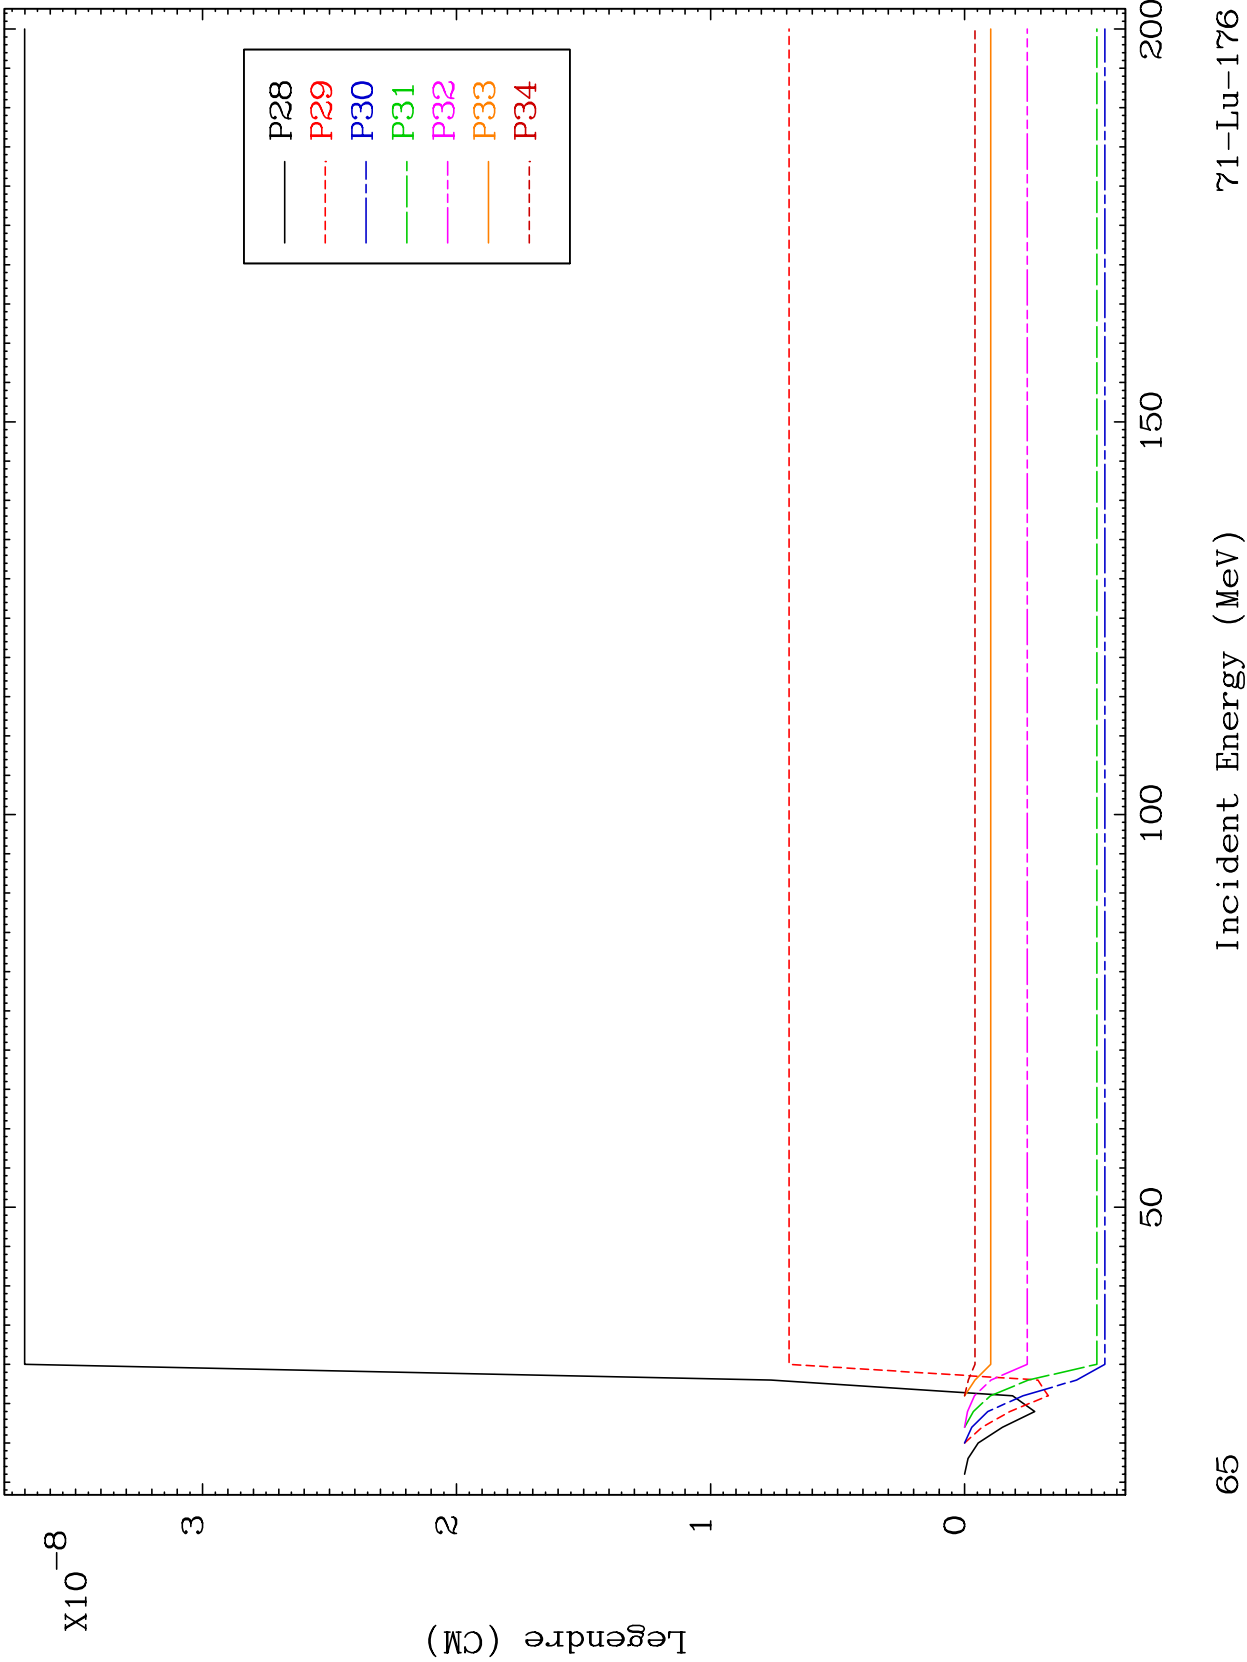 X10-8
3
2
1
0
Legendre (CM)
P28
P29
P30
P31
P32
P33
P34
50
100
150
200
Incident Energy (MeV)
65
71-Lu-176